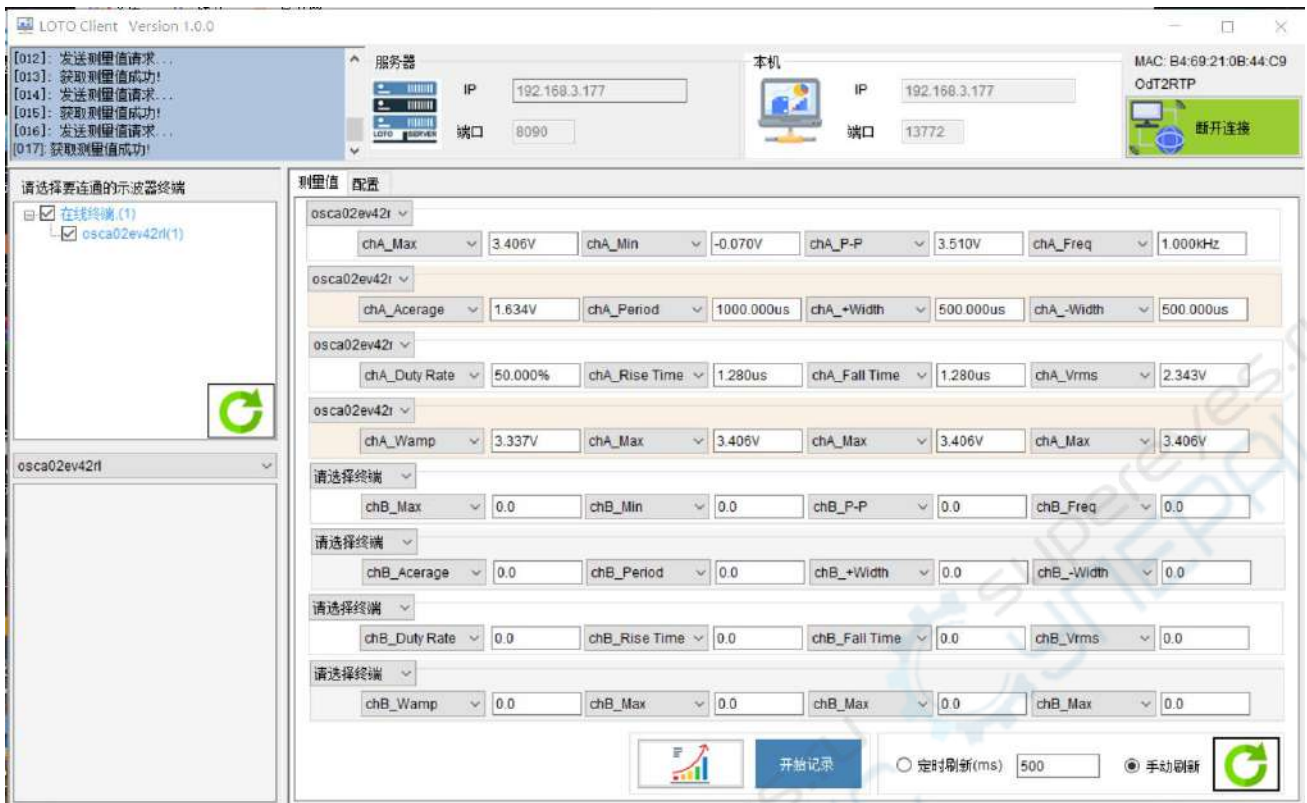 LOTO Client Version 1.0.0
[012]: 发送测量值请求...
[013]: 获取测量值成功!
[014]: 发送测量值请求...
[015]: 获取测量值成功!
[016]: 发送测量值请求...
[017]: 获取测量值成功!
服务器
LOTO SERVER
IP 192.168.3.177
端口 8090
本机
IP 192.168.3.177
端口 13772
MAC: B4:69:21:0B:44:C9
OdT2RTP
断开连接
请选择要连通的示波器终端
在线终端.(1)
osca02ev42rl(1)
osca02ev42rl
测量值 配置
osca02ev42r
chA_Max 3.406V chA_Min -0.070V chA_P-P 3.510V chA_Freq 1.000kHz
osca02ev42r
chA_Acerage 1.634V chA_Period 1000.000us chA_+Width 500.000us chA_-Width 500.000us
osca02ev42r
chA_Duty Rate 50.000% chA_Rise Time 1.280us chA_Fall Time 1.280us chA_Vrms 2.343V
osca02ev42r
chA_Wamp 3.337V chA_Max 3.406V chA_Max 3.406V chA_Max 3.406V
请选择终端
chB_Max 0.0 chB_Min 0.0 chB_P-P 0.0 chB_Freq 0.0
请选择终端
chB_Acerage 0.0 chB_Period 0.0 chB_+Width 0.0 chB_-Width 0.0
请选择终端
chB_Duty Rate 0.0 chB_Rise Time 0.0 chB_Fall Time 0.0 chB_Vrms 0.0
请选择终端
chB_Wamp 0.0 chB_Max 0.0 chB_Max 0.0 chB_Max 0.0
开始记录 定时刷新(ms) 500 手动刷新